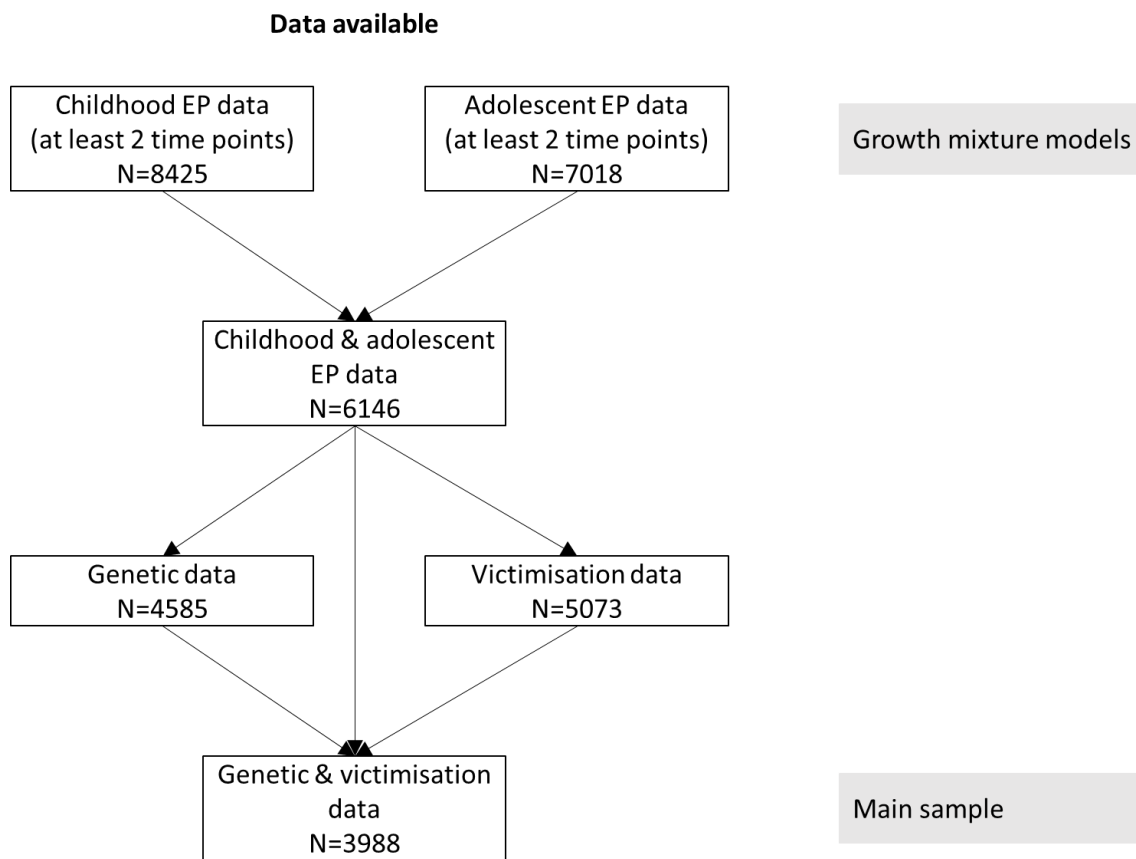 Data available
Childhood EP data
(at least 2 time points)
N=8425
Adolescent EP data
(at least 2 time points)
N=7018
Growth mixture models
Childhood & adolescent
EP data
N=6146
Genetic data
N=4585
Victimisation data
N=5073
Genetic & victimisation
data
N=3988
Main sample